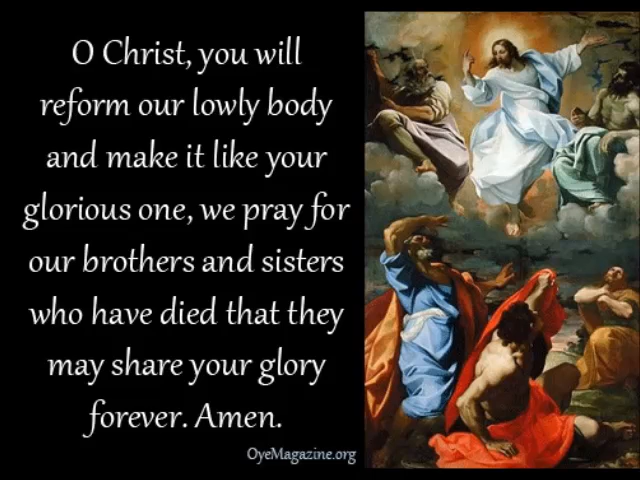 O Christ, you will
reform our lowly body
and make it like your
glorious one, we pray for
our brothers and sisters
who have died that they
may share your glory
forever. Amen.
OyeMagazine.org